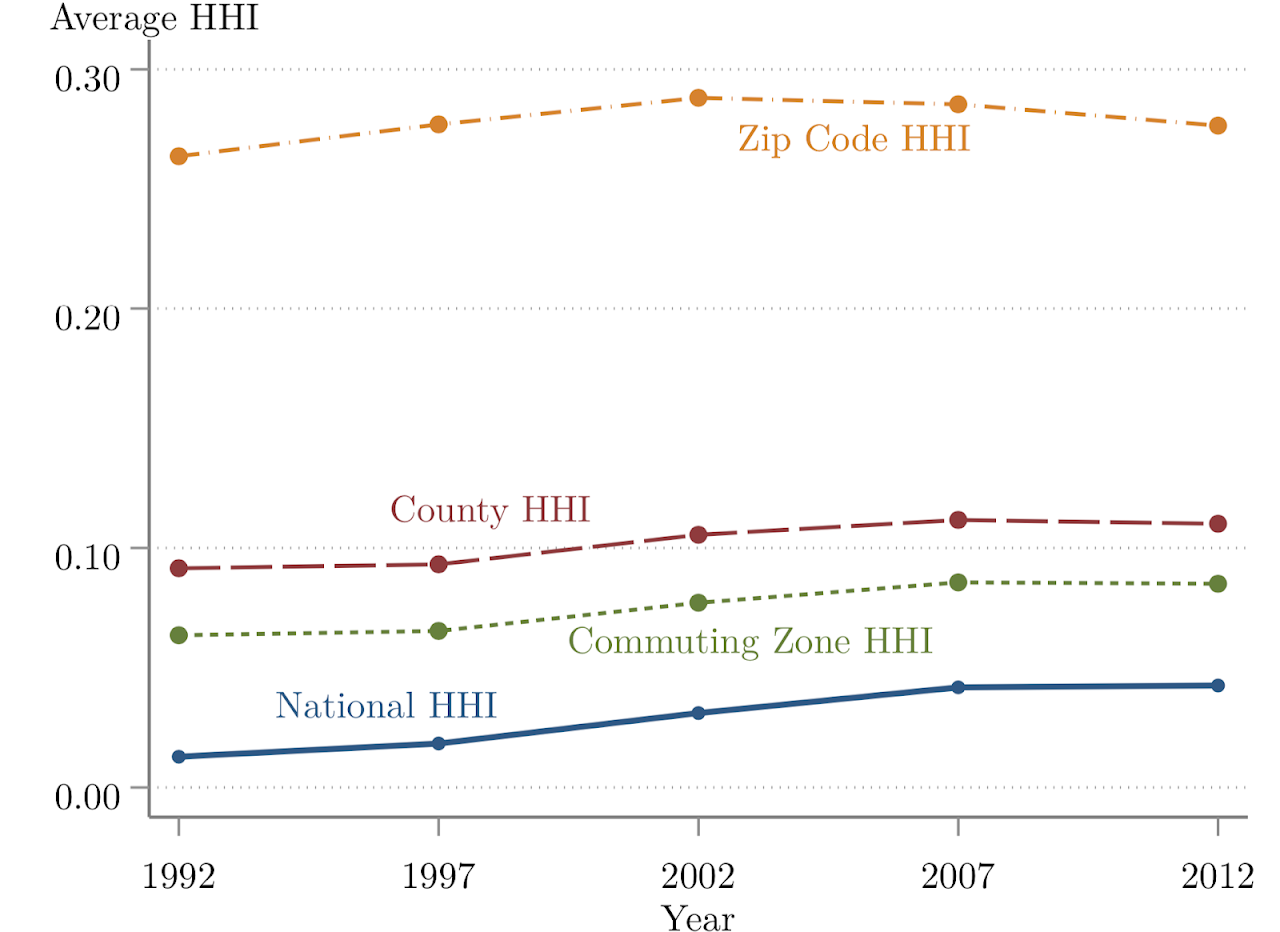 Average HHI
0.30
Zip Code HHI
0.20
County HHI
0.10
Commuting Zone HHI
National HHI
0.00
1992 1997 2002 2007 2012
Year